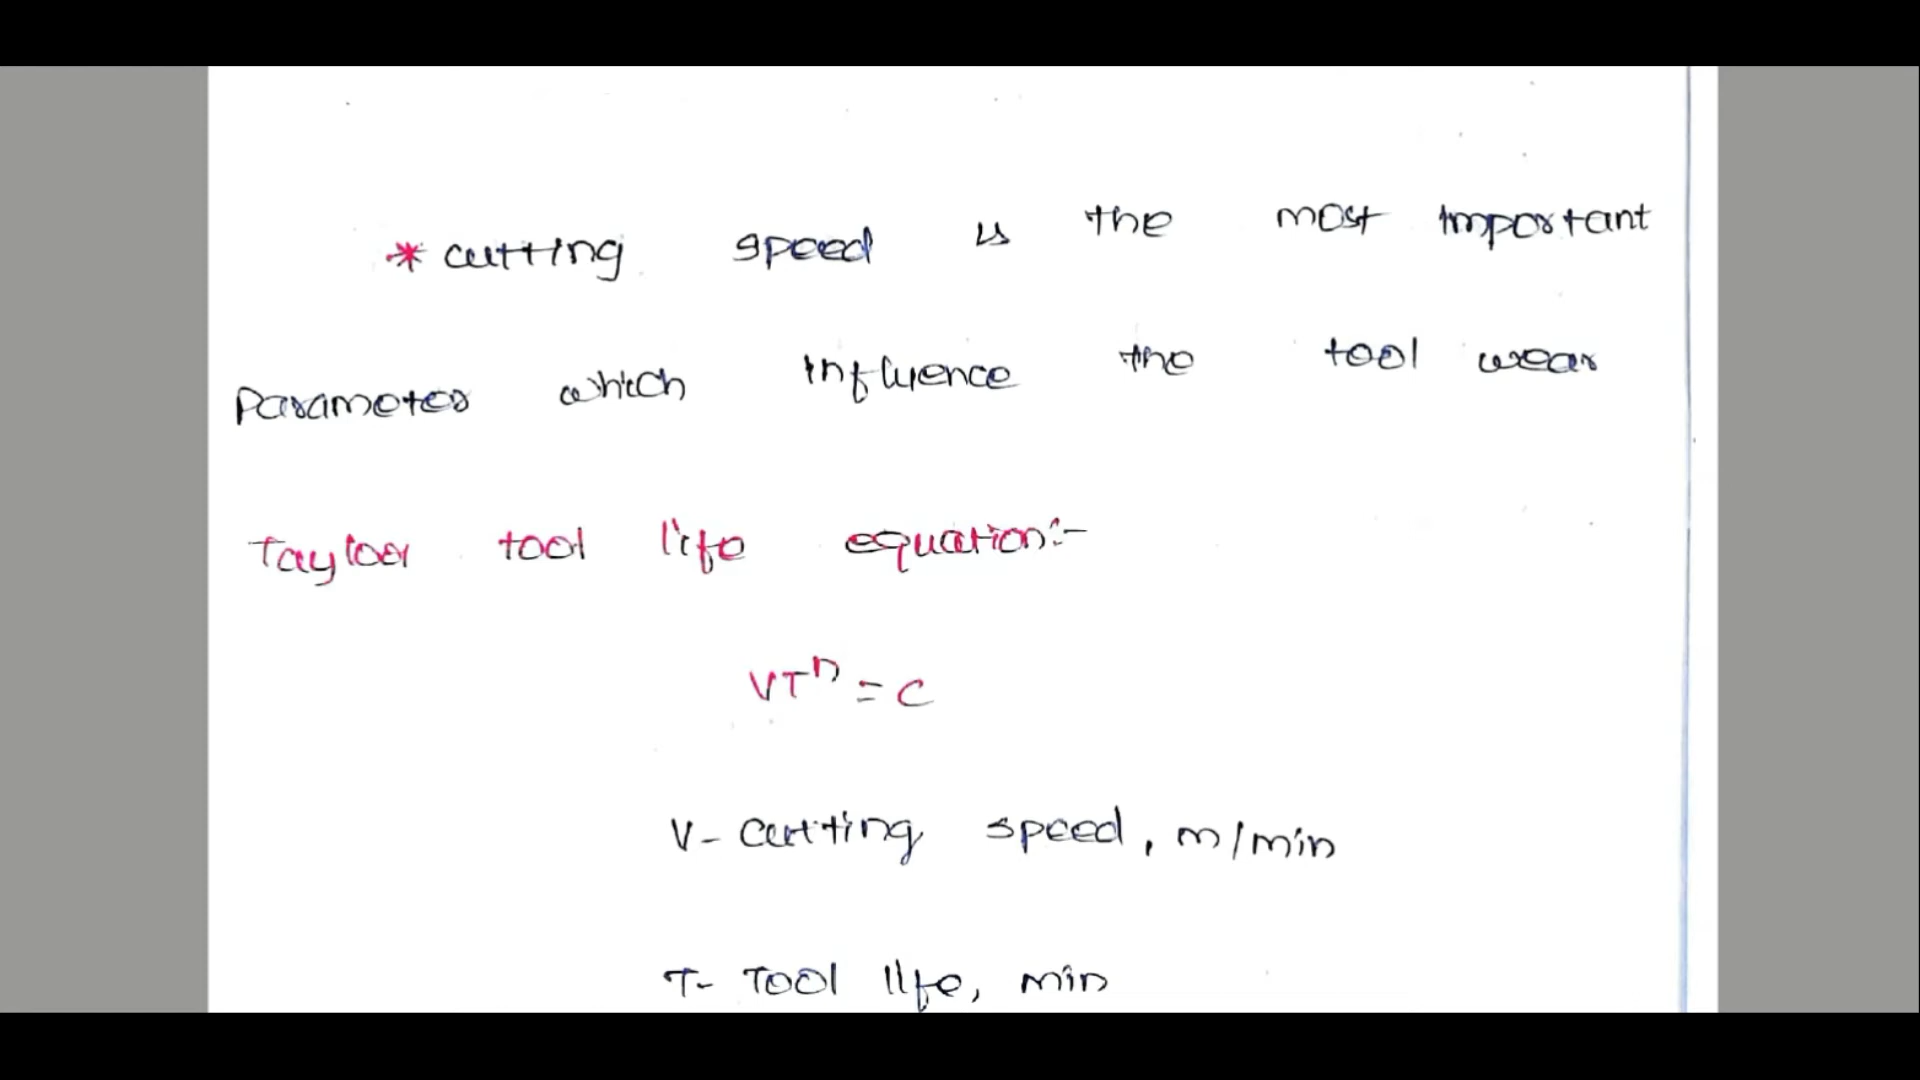 * cutting speed is the most important
Parameter which influence the tool wear
Taylor tool life equation:-
VTⁿ = C
V - cutting speed, m/min
T - Tool life, min